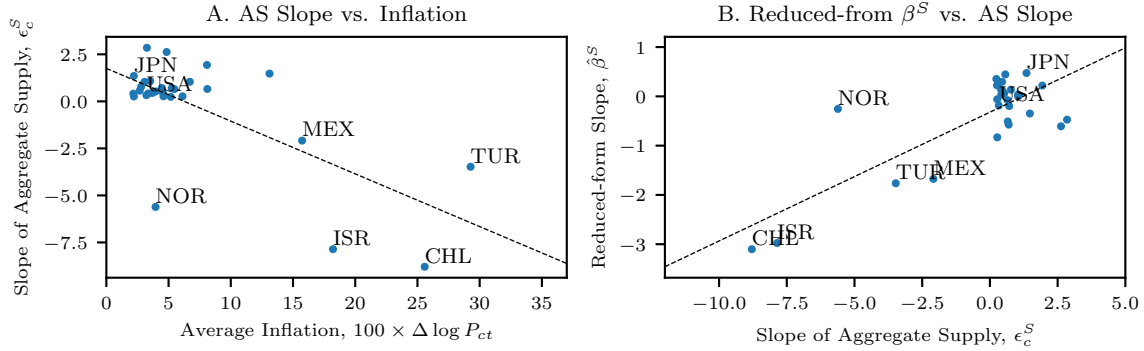 A. AS Slope vs. Inflation
Slope of Aggregate Supply, ϵ_c^S
2.5
0.0
−2.5
−5.0
−7.5
JPN
USA
MEX
TUR
NOR
ISR
CHL
0 5 10 15 20 25 30 35
Average Inflation, 100 × Δ log P_ct
B. Reduced-from β^S vs. AS Slope
Reduced-form Slope, β̂^S
1
0
−1
−2
−3
JPN
USA
NOR
TUR
MEX
CHL
ISR
−10.0 −7.5 −5.0 −2.5 0.0 2.5 5.0
Slope of Aggregate Supply, ϵ_c^S